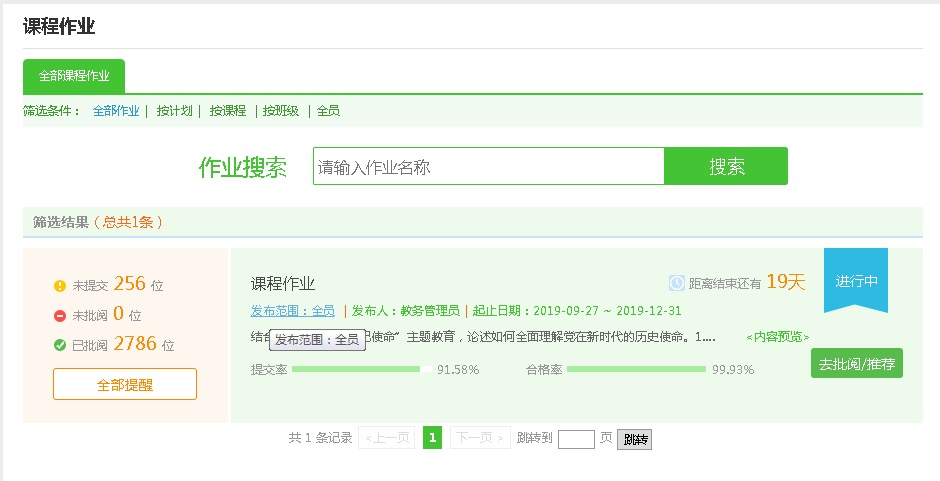 课程作业
全部课程作业
筛选条件： 全部作业 | 按计划 | 按课程 | 按班级 | 全员
作业搜索 请输入作业名称 搜索
筛选结果（总共1条）
未提交 256 位
未批阅 0 位
已批阅 2786 位
全部提醒
课程作业 距离结束还有 19天 进行中
发布范围：全员 | 发布人：教务管理员 | 起止日期：2019-09-27 ~ 2019-12-31
结合 记使命”主题教育，论述如何全面理解党在新时代的历史使命。1.... <内容预览>
发布范围：全员
提交率 91.58% 合格率 99.93% 去批阅/推荐
共 1 条记录 <上一页 1 下一页 > 跳转到 页 跳转